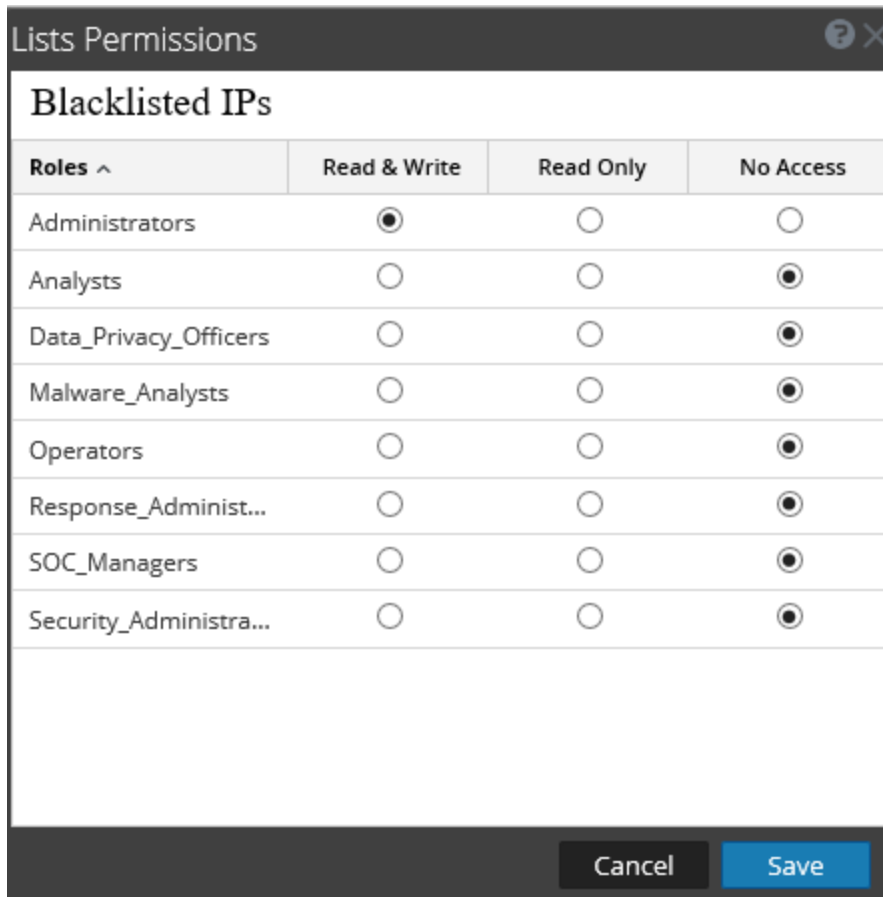 Lists Permissions
Blacklisted IPs
Roles Read & Write Read Only No Access
Administrators
Analysts
Data_Privacy_Officers
Malware_Analysts
Operators
Response_Administ...
SOC_Managers
Security_Administra...
Cancel Save